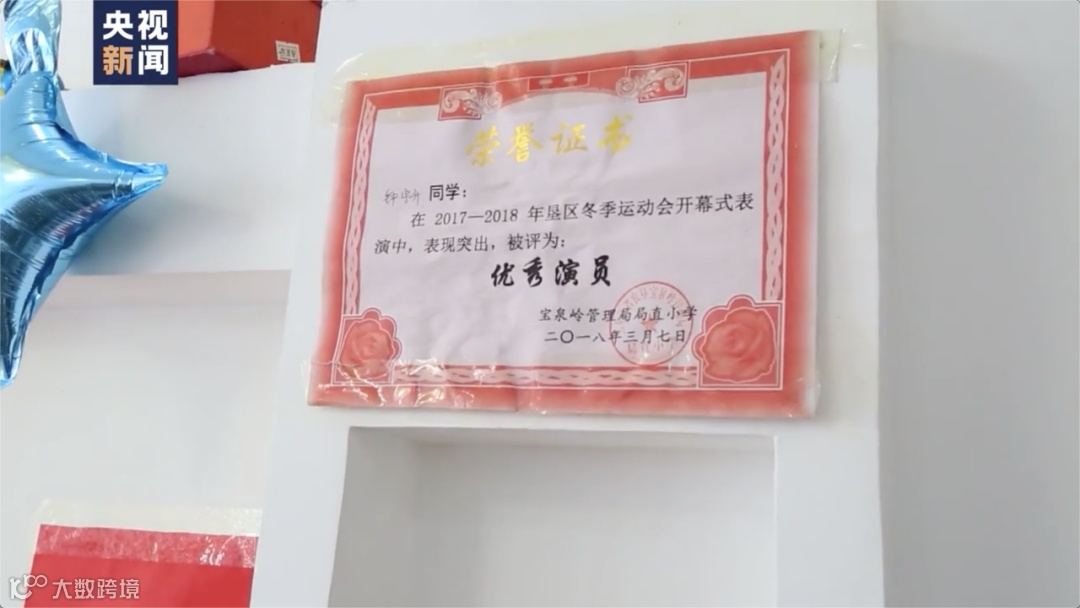 央视
新闻
荣誉证书
同学：
在 2017—2018 年垦区冬季运动会开幕式表
演中，表现突出，被评为：
优秀演员
宝泉岭管理局局直小学
二〇一八年三月七日
大数跨境